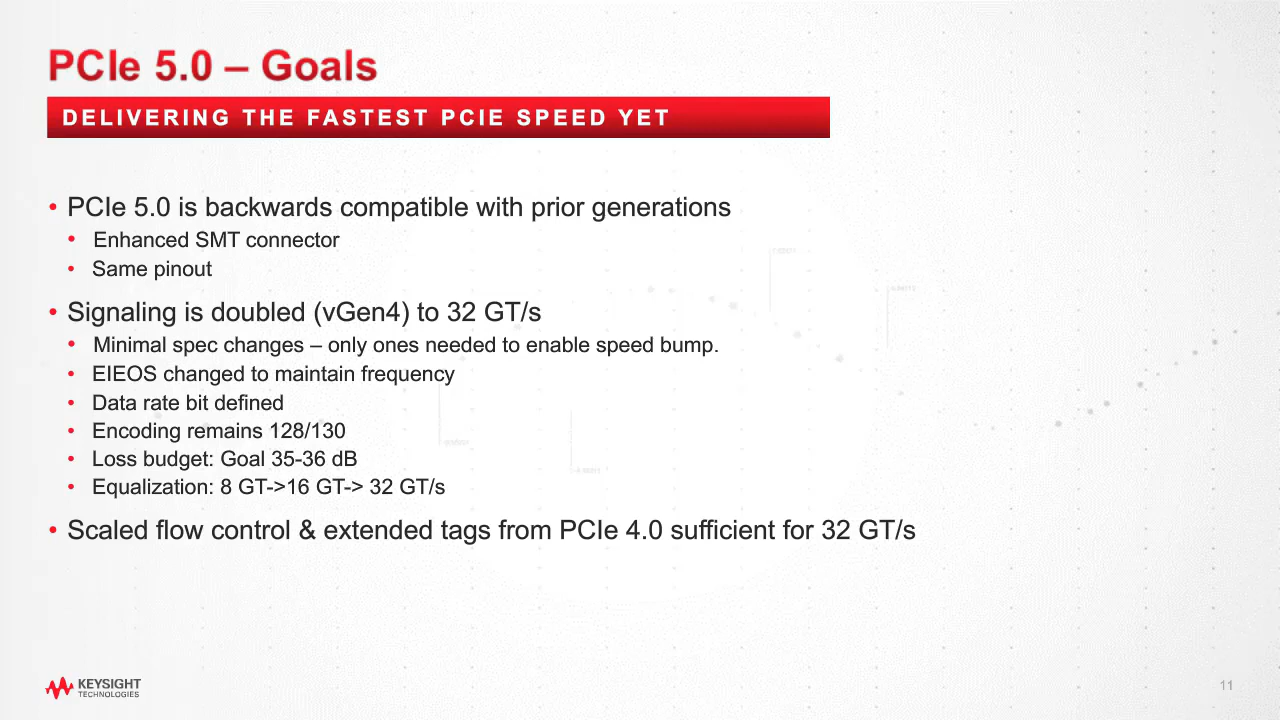 PCIe 5.0 – Goals
DELIVERING THE FASTEST PCIE SPEED YET
• PCIe 5.0 is backwards compatible with prior generations
• Enhanced SMT connector
• Same pinout
• Signaling is doubled (vGen4) to 32 GT/s
• Minimal spec changes – only ones needed to enable speed bump.
• EIEOS changed to maintain frequency
• Data rate bit defined
• Encoding remains 128/130
• Loss budget: Goal 35-36 dB
• Equalization: 8 GT->16 GT-> 32 GT/s
• Scaled flow control & extended tags from PCIe 4.0 sufficient for 32 GT/s
KEYSIGHT
TECHNOLOGIES
11